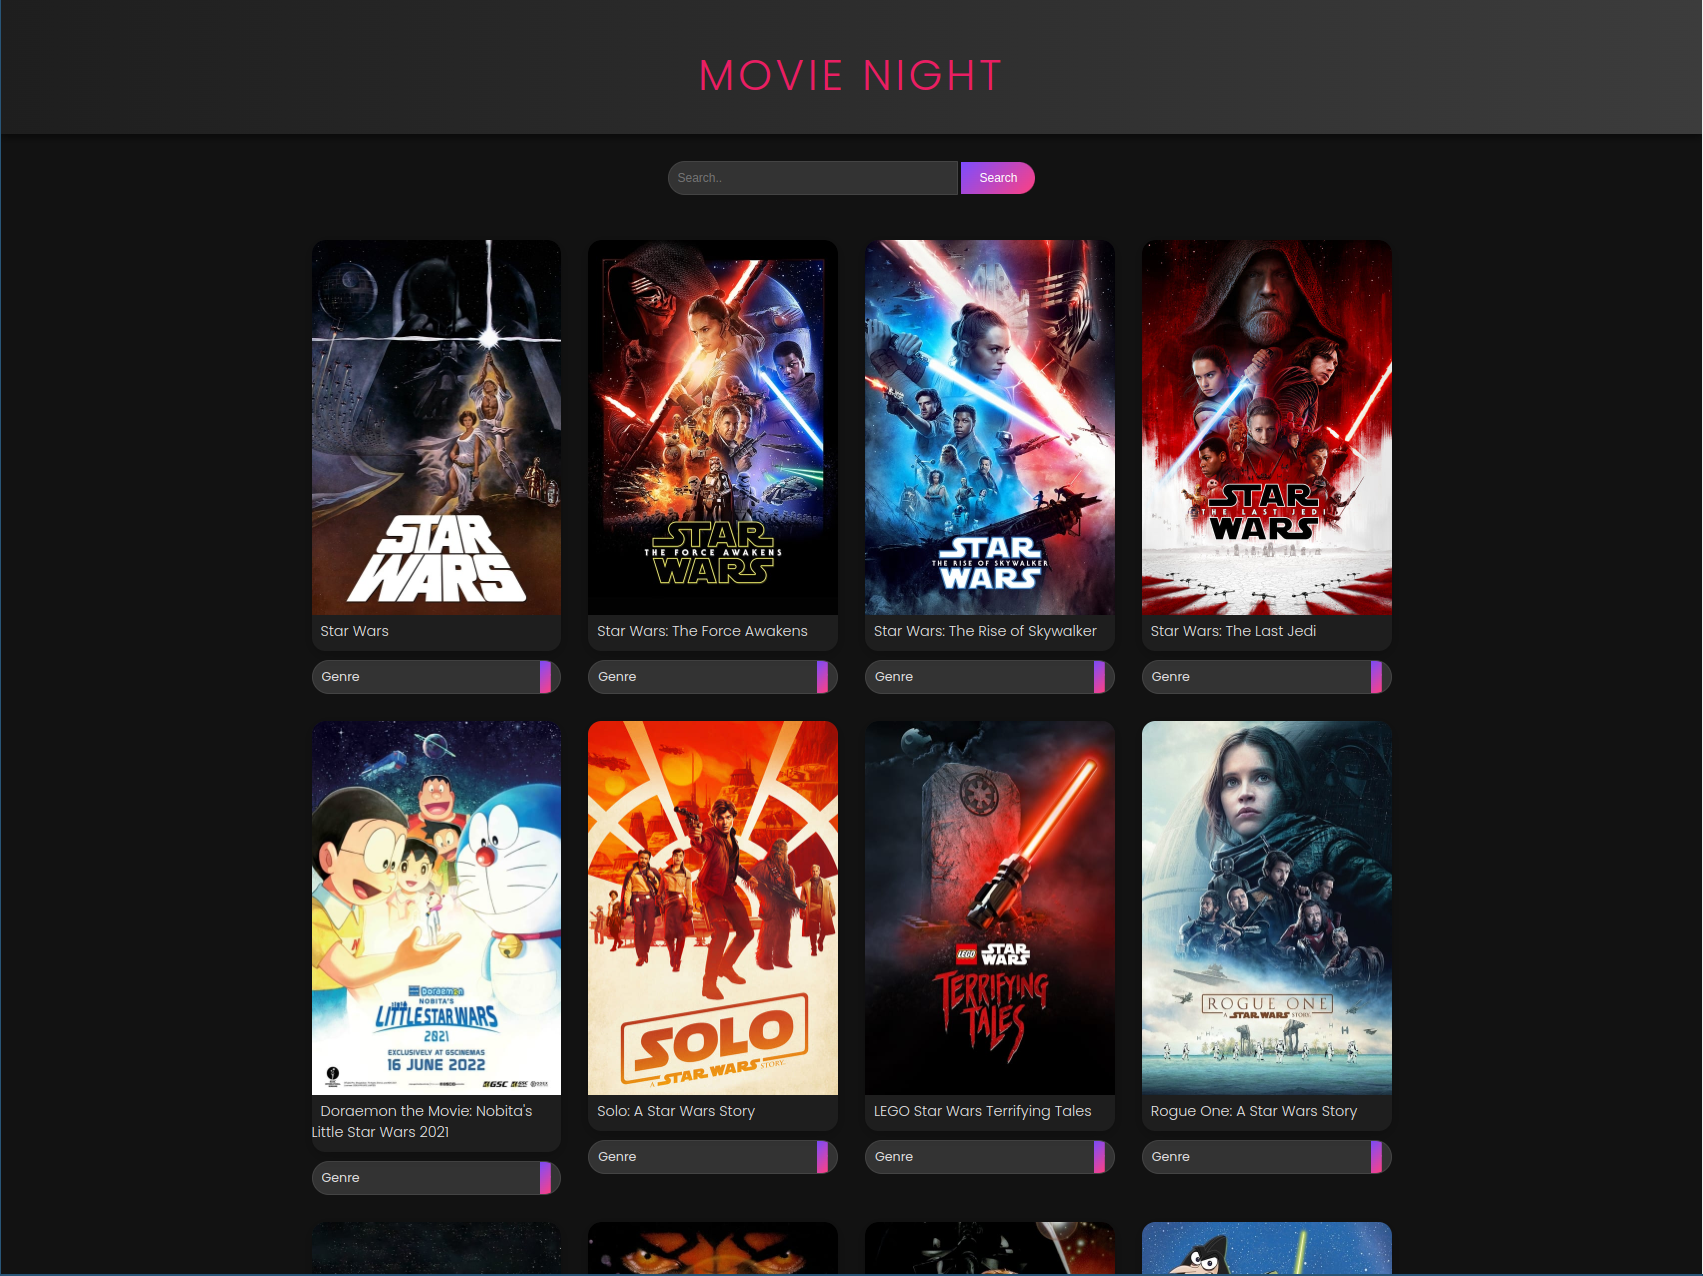 MOVIE NIGHT
Search..
Search
STAR
WARS
STAR
THE FORCE AWAKENS
WARS
STAR
THE RISE OF SKYWALKER
WARS
STAR
THE LAST JEDI
WARS
Star Wars
Star Wars: The Force Awakens
Star Wars: The Rise of Skywalker
Star Wars: The Last Jedi
Genre
Genre
Genre
Genre
DORAEMON
NOBITA'S
LITTLE STAR WARS
2021
EXCLUSIVELY AT GSCINEMAS
16 JUNE 2022
GSC
SOLO
A STAR WARS STORY
LEGO STAR
WARS
TERRIFYING
TALES
ROGUE ONE
A STAR WARS STORY
Doraemon the Movie: Nobita's
Little Star Wars 2021
Solo: A Star Wars Story
LEGO Star Wars Terrifying Tales
Rogue One: A Star Wars Story
Genre
Genre
Genre
Genre